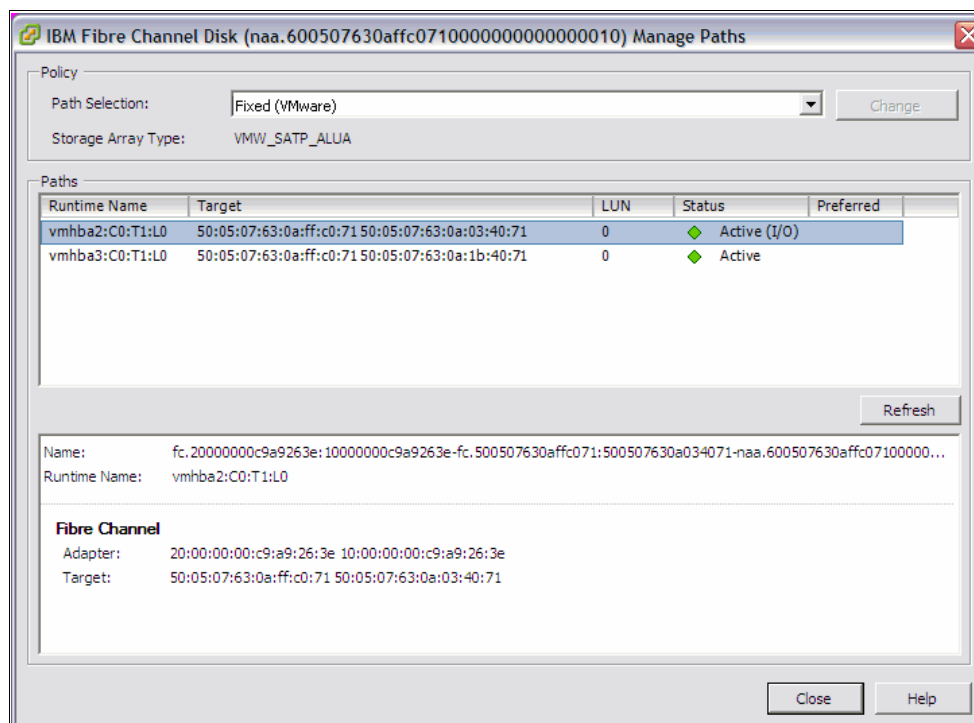 IBM Fibre Channel Disk (naa.600507630affc0710000000000000010) Manage Paths
Policy
Path Selection: Fixed (VMware) Change
Storage Array Type: VMW_SATP_ALUA
Paths
Runtime Name Target LUN Status Preferred
vmhba2:C0:T1:L0 50:05:07:63:0a:ff:c0:71 50:05:07:63:0a:03:40:71 0 Active (I/O)
vmhba3:C0:T1:L0 50:05:07:63:0a:ff:c0:71 50:05:07:63:0a:1b:40:71 0 Active
Refresh
Name: fc.20000000c9a9263e:10000000c9a9263e-fc.500507630affc071:500507630a034071-naa.600507630affc07100000...
Runtime Name: vmhba2:C0:T1:L0
Fibre Channel
Adapter: 20:00:00:00:c9:a9:26:3e 10:00:00:00:c9:a9:26:3e
Target: 50:05:07:63:0a:ff:c0:71 50:05:07:63:0a:03:40:71
Close Help